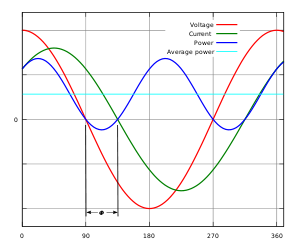 Voltage
Current
Power
Average power
0
φ
0 90 180 270 360